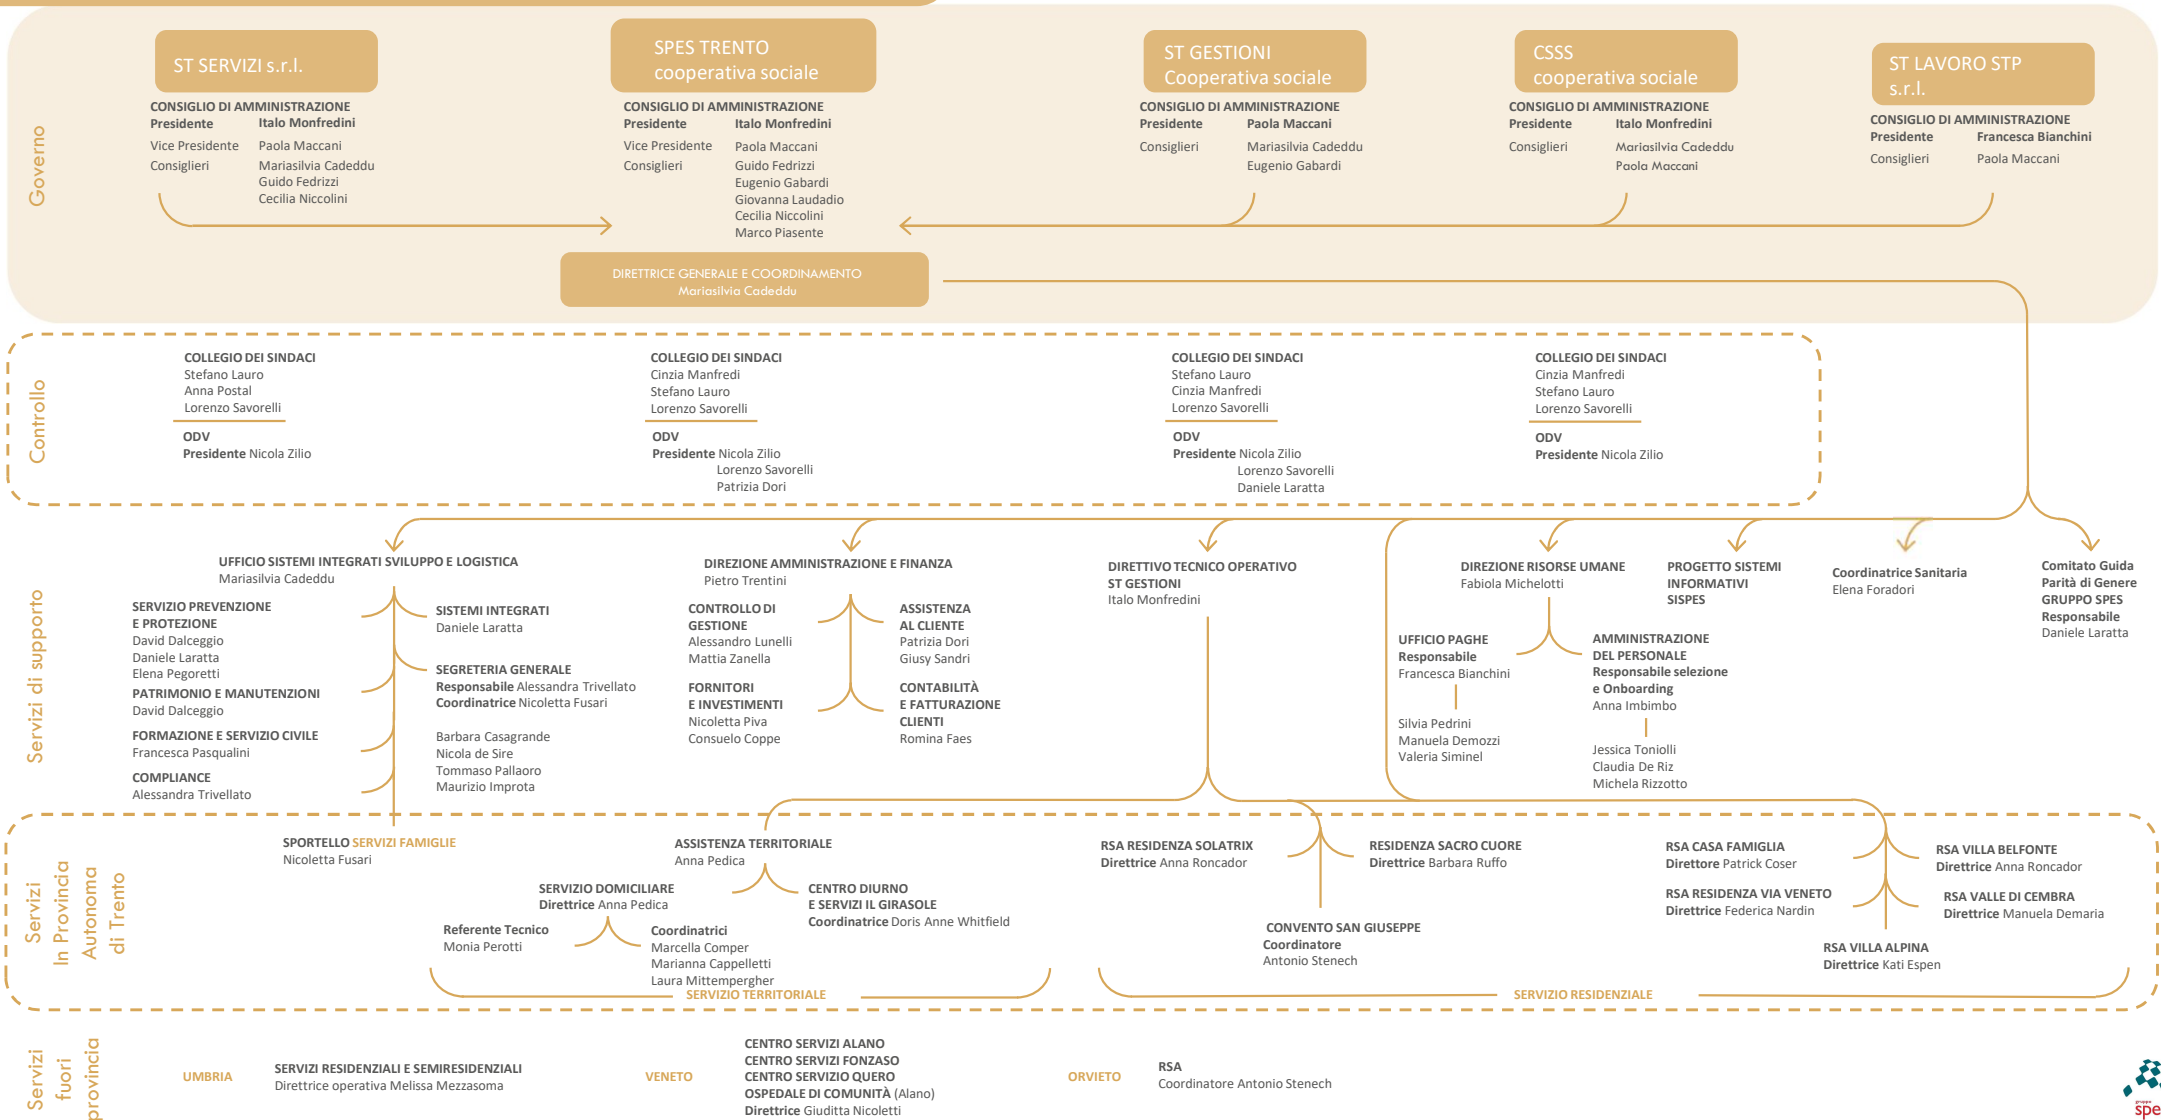 Governo
ST SERVIZI s.r.l.
CONSIGLIO DI AMMINISTRAZIONE
Presidente Italo Monfredini
Vice Presidente Paola Maccani
Consiglieri Mariasilvia Cadeddu
Guido Fedrizzi
Cecilia Niccolini
SPES TRENTO
cooperativa sociale
CONSIGLIO DI AMMINISTRAZIONE
Presidente Italo Monfredini
Vice Presidente Paola Maccani
Consiglieri Guido Fedrizzi
Eugenio Gabardi
Giovanna Laudadio
Cecilia Niccolini
Marco Piasente
ST GESTIONI
Cooperativa sociale
CONSIGLIO DI AMMINISTRAZIONE
Presidente Paola Maccani
Consiglieri Mariasilvia Cadeddu
Eugenio Gabardi
CSSS
cooperativa sociale
CONSIGLIO DI AMMINISTRAZIONE
Presidente Italo Monfredini
Consiglieri Mariasilvia Cadeddu
Paola Maccani
ST LAVORO STP
s.r.l.
CONSIGLIO DI AMMINISTRAZIONE
Presidente Francesca Bianchini
Consiglieri Paola Maccani
DIRETTRICE GENERALE E COORDINAMENTO
Mariasilvia Cadeddu
Controllo
COLLEGIO DEI SINDACI
Stefano Lauro
Anna Postal
Lorenzo Savorelli
ODV
Presidente Nicola Zilio
COLLEGIO DEI SINDACI
Cinzia Manfredi
Stefano Lauro
Lorenzo Savorelli
ODV
Presidente Nicola Zilio
Lorenzo Savorelli
Patrizia Dori
COLLEGIO DEI SINDACI
Stefano Lauro
Cinzia Manfredi
Lorenzo Savorelli
ODV
Presidente Nicola Zilio
Lorenzo Savorelli
Daniele Laratta
COLLEGIO DEI SINDACI
Cinzia Manfredi
Stefano Lauro
Lorenzo Savorelli
ODV
Presidente Nicola Zilio
Servizi di supporto
UFFICIO SISTEMI INTEGRATI SVILUPPO E LOGISTICA
Mariasilvia Cadeddu
SERVIZIO PREVENZIONE
E PROTEZIONE
David Dalceggio
Daniele Laratta
Elena Pegoretti
PATRIMONIO E MANUTENZIONI
David Dalceggio
FORMAZIONE E SERVIZIO CIVILE
Francesca Pasqualini
COMPLIANCE
Alessandra Trivellato
SISTEMI INTEGRATI
Daniele Laratta
SEGRETERIA GENERALE
Responsabile Alessandra Trivellato
Coordinatrice Nicoletta Fusari
Barbara Casagrande
Nicola de Sire
Tommaso Pallaoro
Maurizio Improta
DIREZIONE AMMINISTRAZIONE E FINANZA
Pietro Trentini
CONTROLLO DI
GESTIONE
Alessandro Lunelli
Mattia Zanella
FORNITORI
E INVESTIMENTI
Nicoletta Piva
Consuelo Coppe
ASSISTENZA
AL CLIENTE
Patrizia Dori
Giusy Sandri
CONTABILITÀ
E FATTURAZIONE
CLIENTI
Romina Faes
DIRETTIVO TECNICO OPERATIVO
ST GESTIONI
Italo Monfredini
DIREZIONE RISORSE UMANE
Fabiola Michelotti
UFFICIO PAGHE
Responsabile
Francesca Bianchini
Silvia Pedrini
Manuela Demozzi
Valeria Siminel
AMMINISTRAZIONE
DEL PERSONALE
Responsabile selezione
e Onboarding
Anna Imbimbo
Jessica Toniolli
Claudia De Riz
Michela Rizzotto
PROGETTO SISTEMI
INFORMATIVI
SISPES
Coordinatrice Sanitaria
Elena Foradori
Comitato Guida
Parità di Genere
GRUPPO SPES
Responsabile
Daniele Laratta
Servizi
In Provincia
Autonoma
di Trento
SPORTELLO SERVIZI FAMIGLIE
Nicoletta Fusari
ASSISTENZA TERRITORIALE
Anna Pedica
SERVIZIO DOMICILIARE
Direttrice Anna Pedica
Referente Tecnico
Monia Perotti
Coordinatrici
Marcella Comper
Marianna Cappelletti
Laura Mittempergher
CENTRO DIURNO
E SERVIZI IL GIRASOLE
Coordinatrice Doris Anne Whitfield
SERVIZIO TERRITORIALE
RSA RESIDENZA SOLATRIX
Direttrice Anna Roncador
RESIDENZA SACRO CUORE
Direttrice Barbara Ruffo
CONVENTO SAN GIUSEPPE
Coordinatore
Antonio Stenech
RSA CASA FAMIGLIA
Direttore Patrick Coser
RSA VILLA BELFONTE
Direttrice Anna Roncador
RSA RESIDENZA VIA VENETO
Direttrice Federica Nardin
RSA VALLE DI CEMBRA
Direttrice Manuela Demaria
RSA VILLA ALPINA
Direttrice Kati Espen
SERVIZIO RESIDENZIALE
Servizi
fuori
provincia
UMBRIA
SERVIZI RESIDENZIALI E SEMIRESIDENZIALI
Direttrice operativa Melissa Mezzasoma
VENETO
CENTRO SERVIZI ALANO
CENTRO SERVIZI FONZASO
CENTRO SERVIZIO QUERO
OSPEDALE DI COMUNITÀ (Alano)
Direttrice Giuditta Nicoletti
ORVIETO
RSA
Coordinatore Antonio Stenech